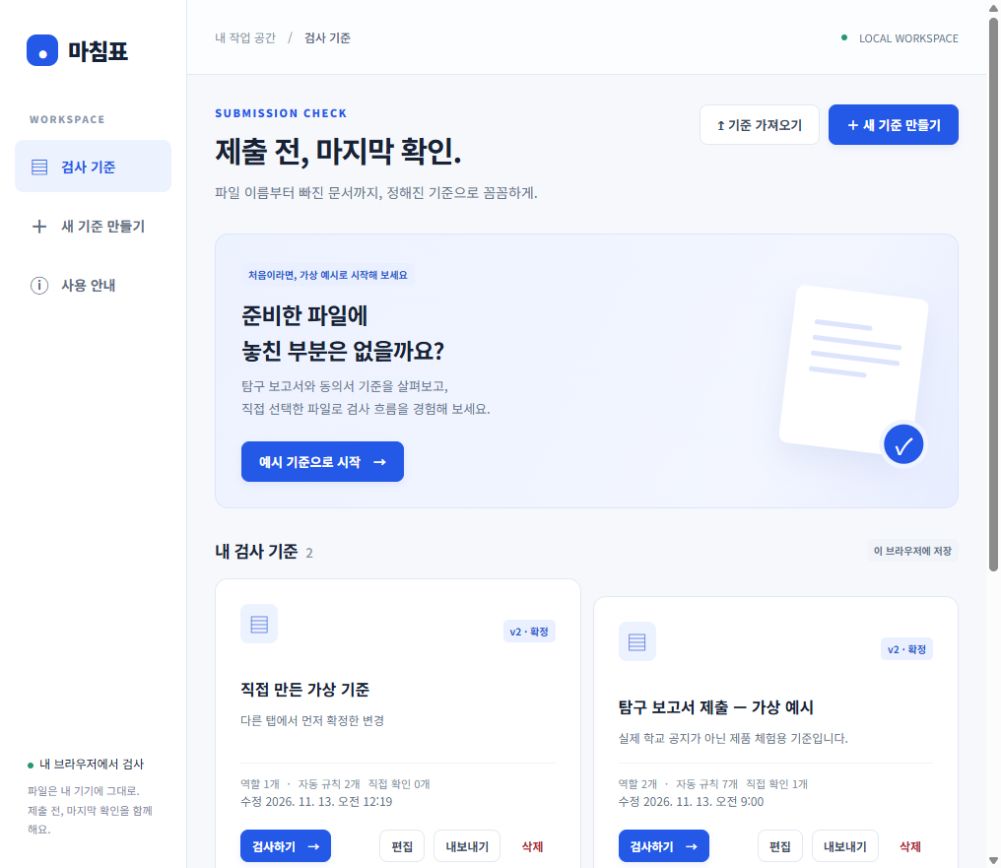 마침표
WORKSPACE
검사 기준
새 기준 만들기
사용 안내
내 브라우저에서 검사
파일은 내 기기에 그대로.
제출 전, 마지막 확인을 함께
해요.
내 작업 공간 / 검사 기준
LOCAL WORKSPACE
SUBMISSION CHECK
제출 전, 마지막 확인.
파일 이름부터 빠진 문서까지, 정해진 기준으로 꼼꼼하게.
↥ 기준 가져오기
+ 새 기준 만들기
처음이라면, 가상 예시로 시작해 보세요
준비한 파일에
놓친 부분은 없을까요?
탐구 보고서와 동의서 기준을 살펴보고,
직접 선택한 파일로 검사 흐름을 경험해 보세요.
예시 기준으로 시작 →
내 검사 기준 2
이 브라우저에 저장
v2 · 확정
직접 만든 가상 기준
다른 탭에서 먼저 확정한 변경
역할 1개 · 자동 규칙 2개 직접 확인 0개
수정 2026. 11. 13. 오전 12:19
검사하기 →
편집
내보내기
삭제
v2 · 확정
탐구 보고서 제출 — 가상 예시
실제 학교 공지가 아닌 제품 체험용 기준입니다.
역할 2개 · 자동 규칙 7개 직접 확인 1개
수정 2026. 11. 13. 오전 9:00
검사하기 →
편집
내보내기
삭제